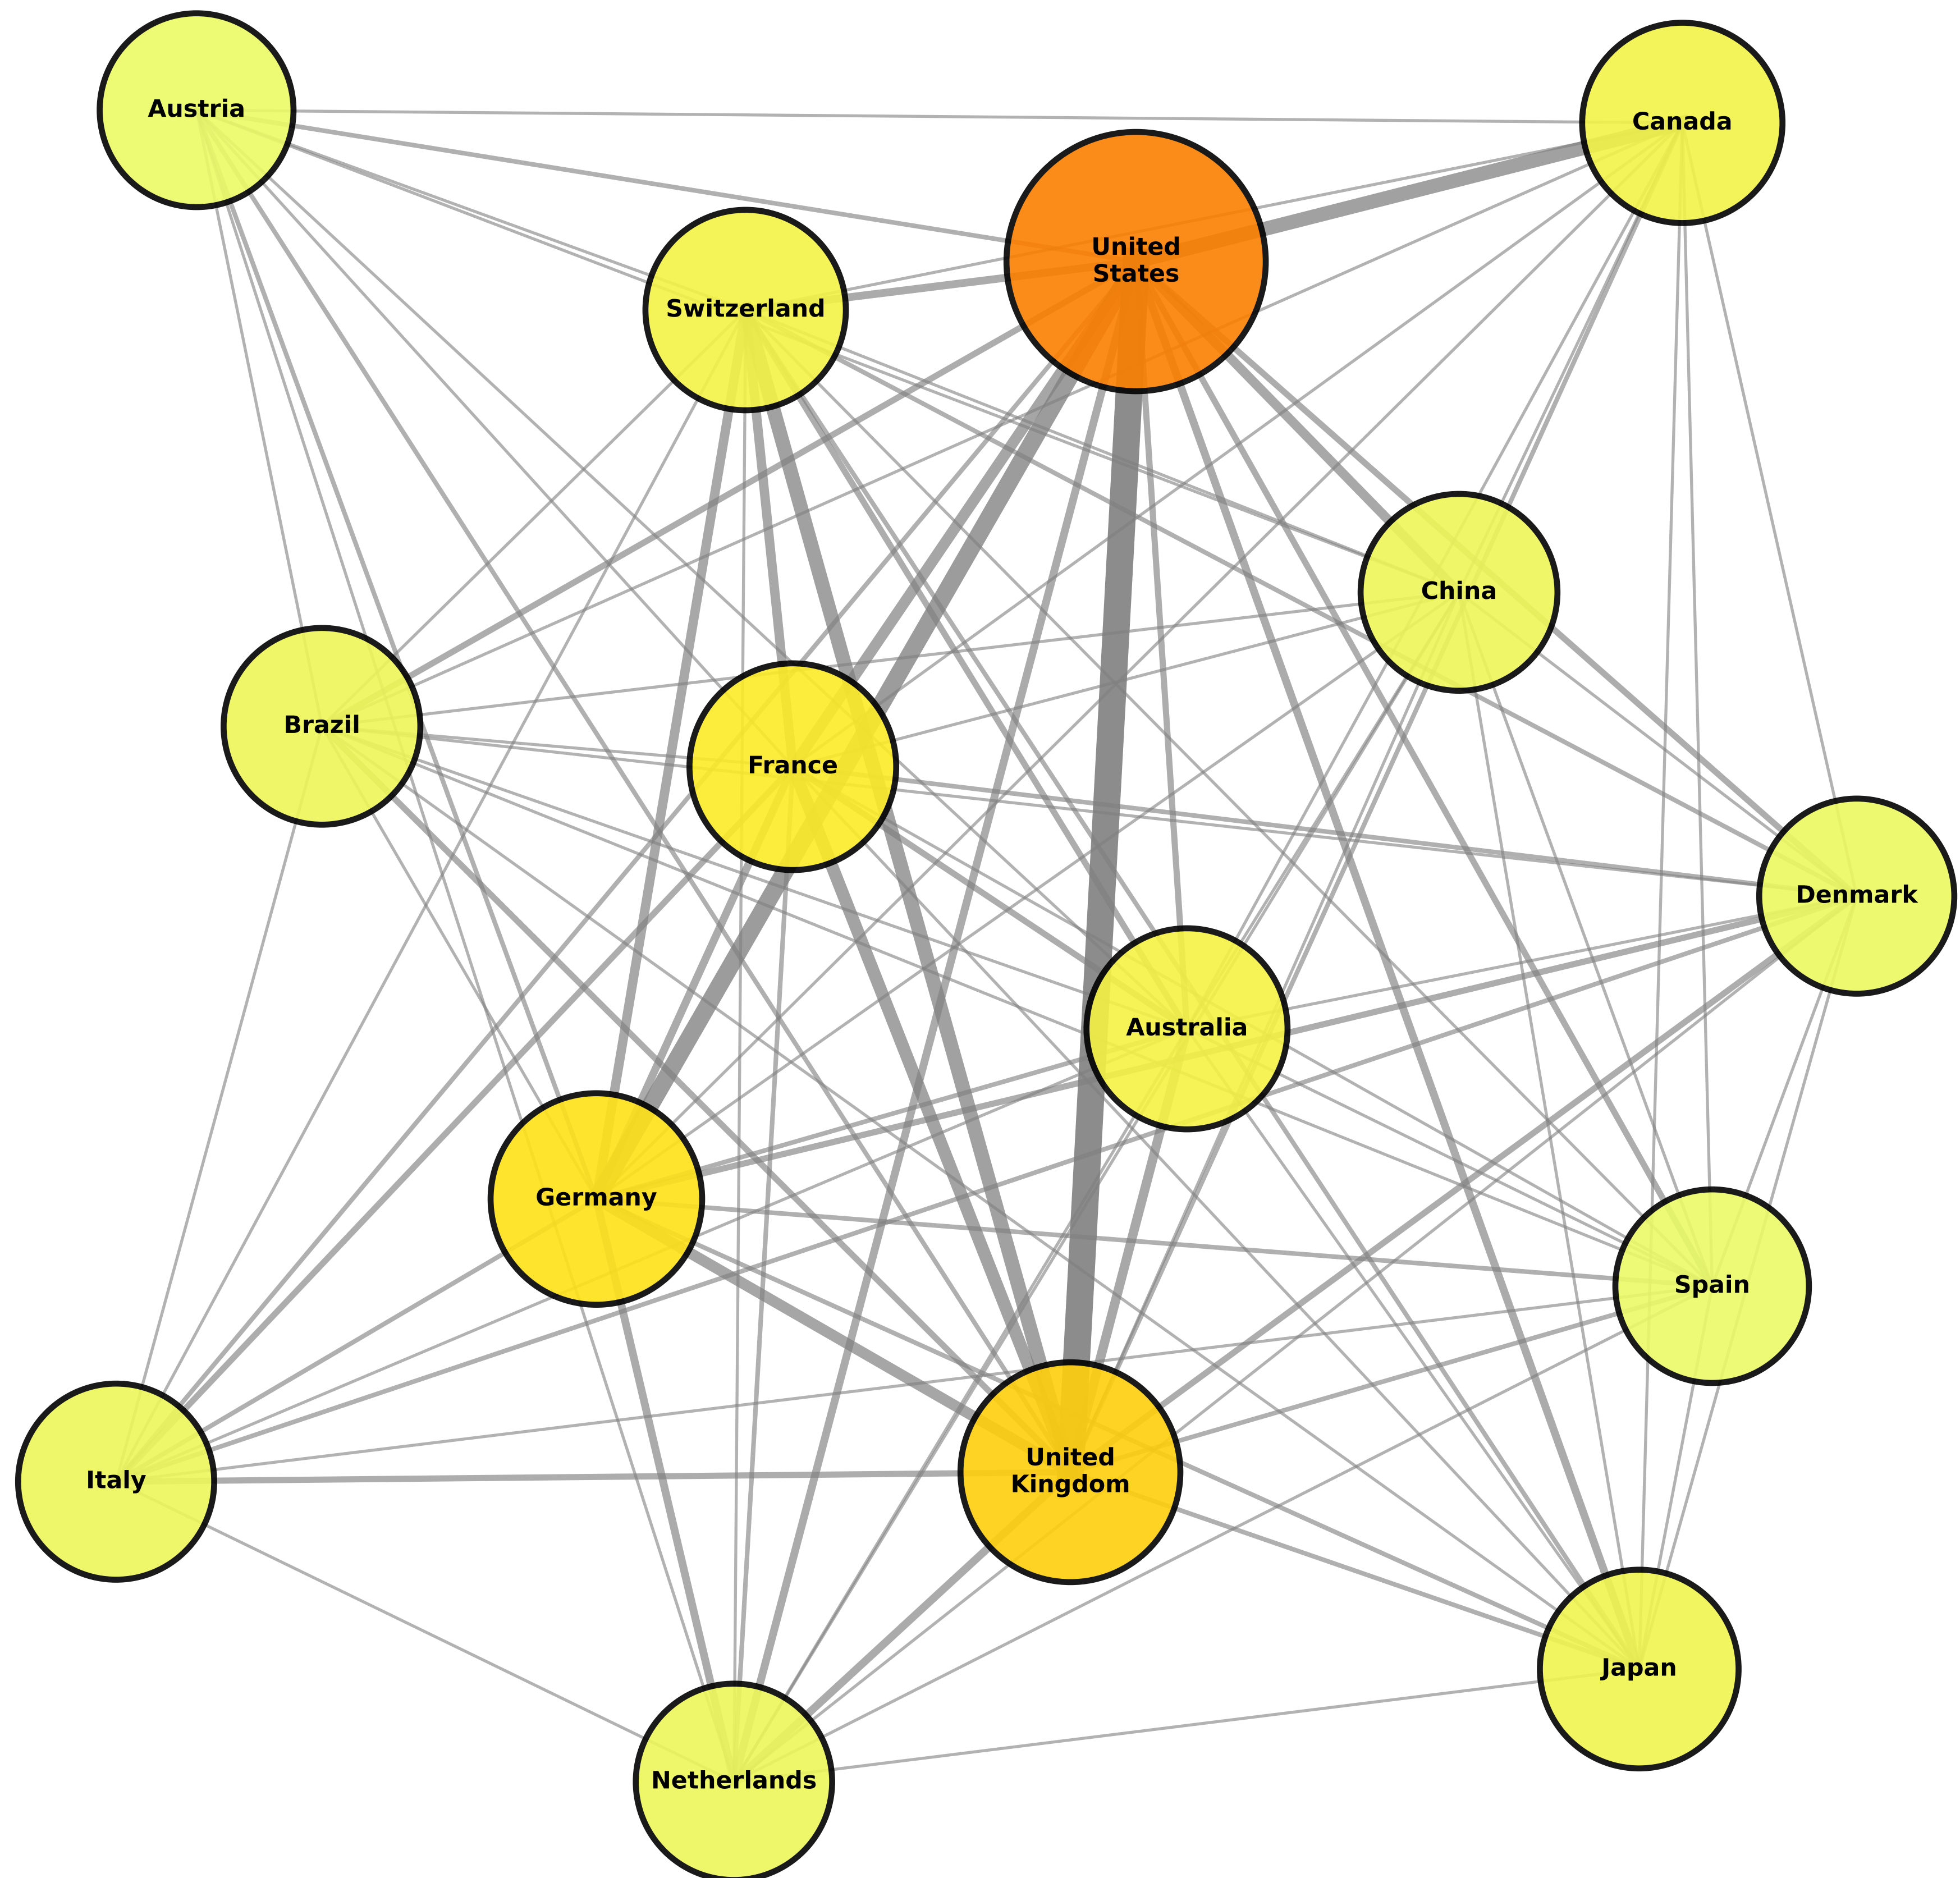 Austria
Canada
United
States
Switzerland
China
Brazil
France
Denmark
Australia
Germany
Spain
United
Kingdom
Italy
Japan
Netherlands